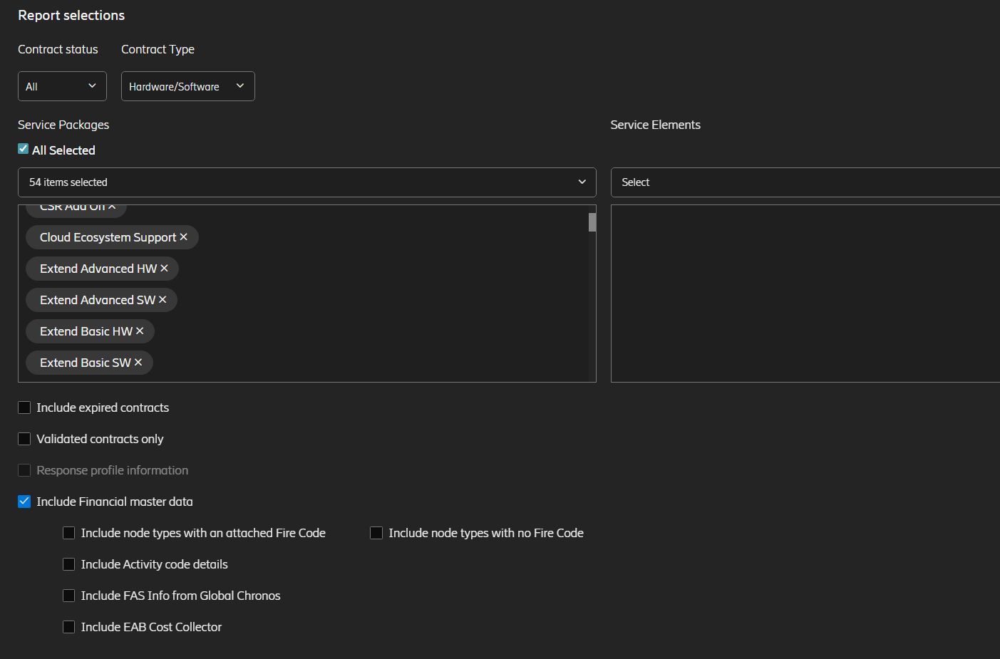 Report selections
Contract status
Contract Type
All
Hardware/Software
Service Packages
Service Elements
All Selected
54 items selected
Select
CSR Add On ×
Cloud Ecosystem Support ×
Extend Advanced HW ×
Extend Advanced SW ×
Extend Basic HW ×
Extend Basic SW ×
Include expired contracts
Validated contracts only
Response profile information
Include Financial master data
Include node types with an attached Fire Code
Include node types with no Fire Code
Include Activity code details
Include FAS Info from Global Chronos
Include EAB Cost Collector